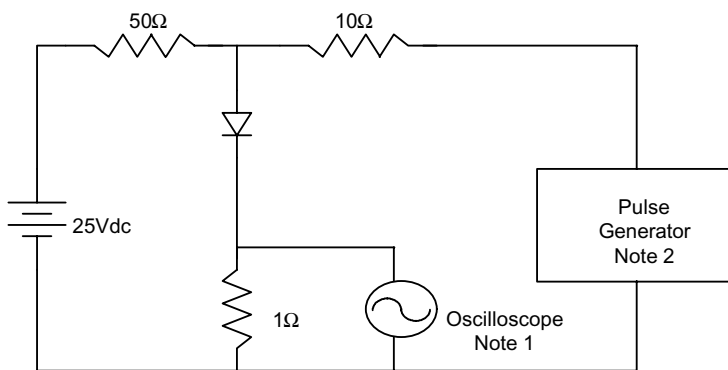 50Ω
10Ω
25Vdc
Pulse
Generator
Note 2
1Ω
Oscilloscope
Note 1